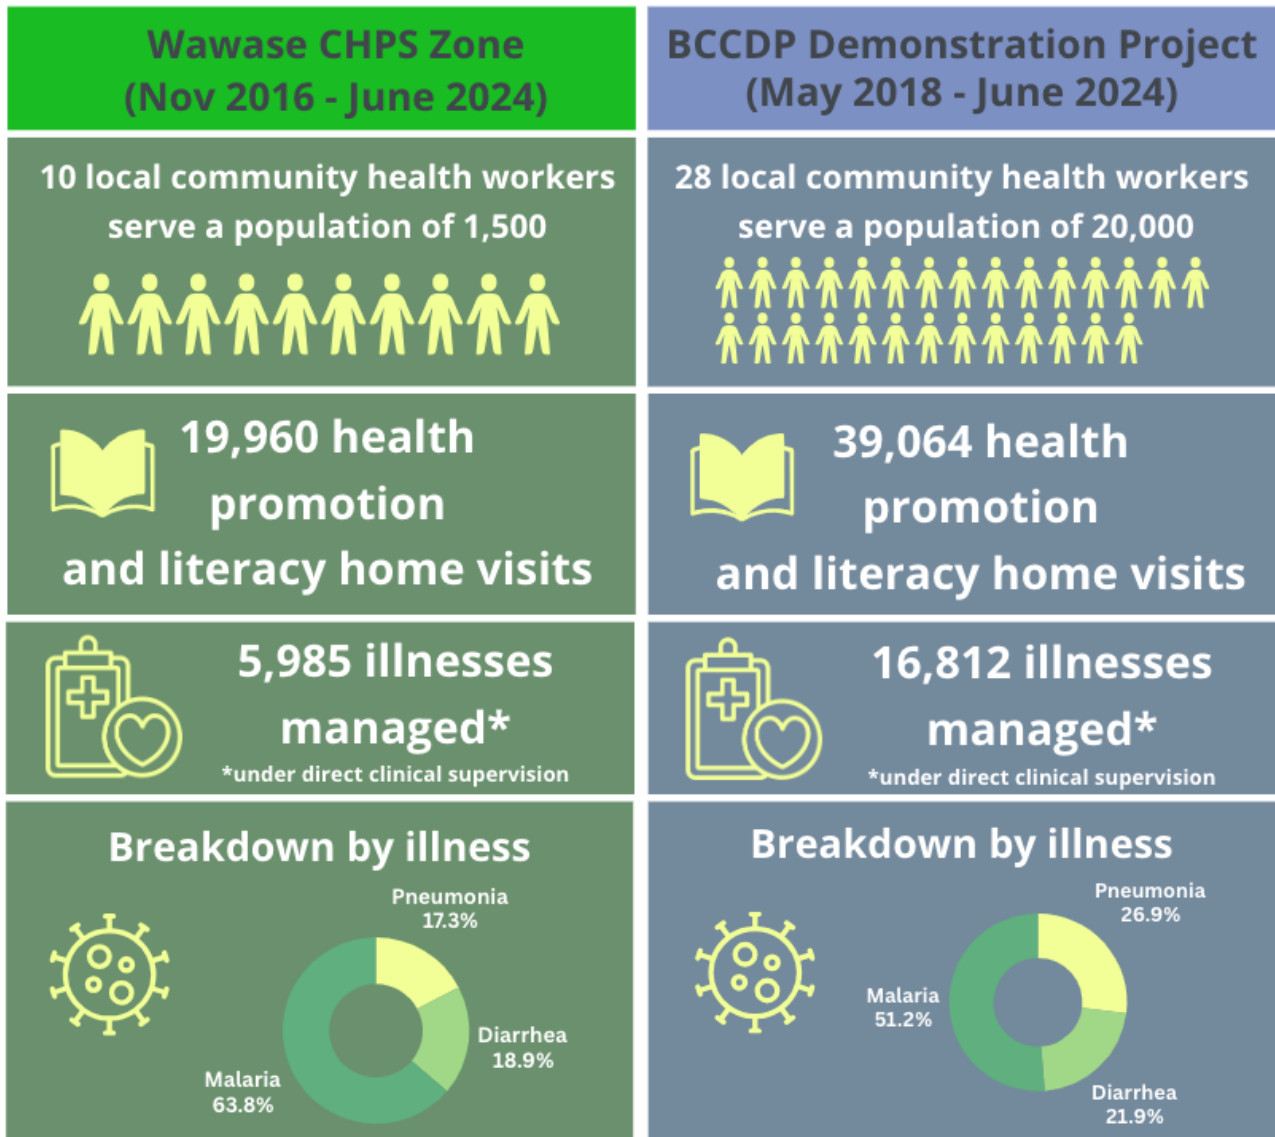 Wawase CHPS Zone
(Nov 2016 - June 2024)
10 local community health workers
serve a population of 1,500
19,960 health
promotion
and literacy home visits
5,985 illnesses
managed*
*under direct clinical supervision
Breakdown by illness
Pneumonia
17.3%
Diarrhea
18.9%
Malaria
63.8%
BCCDP Demonstration Project
(May 2018 - June 2024)
28 local community health workers
serve a population of 20,000
39,064 health
promotion
and literacy home visits
16,812 illnesses
managed*
*under direct clinical supervision
Breakdown by illness
Pneumonia
26.9%
Malaria
51.2%
Diarrhea
21.9%